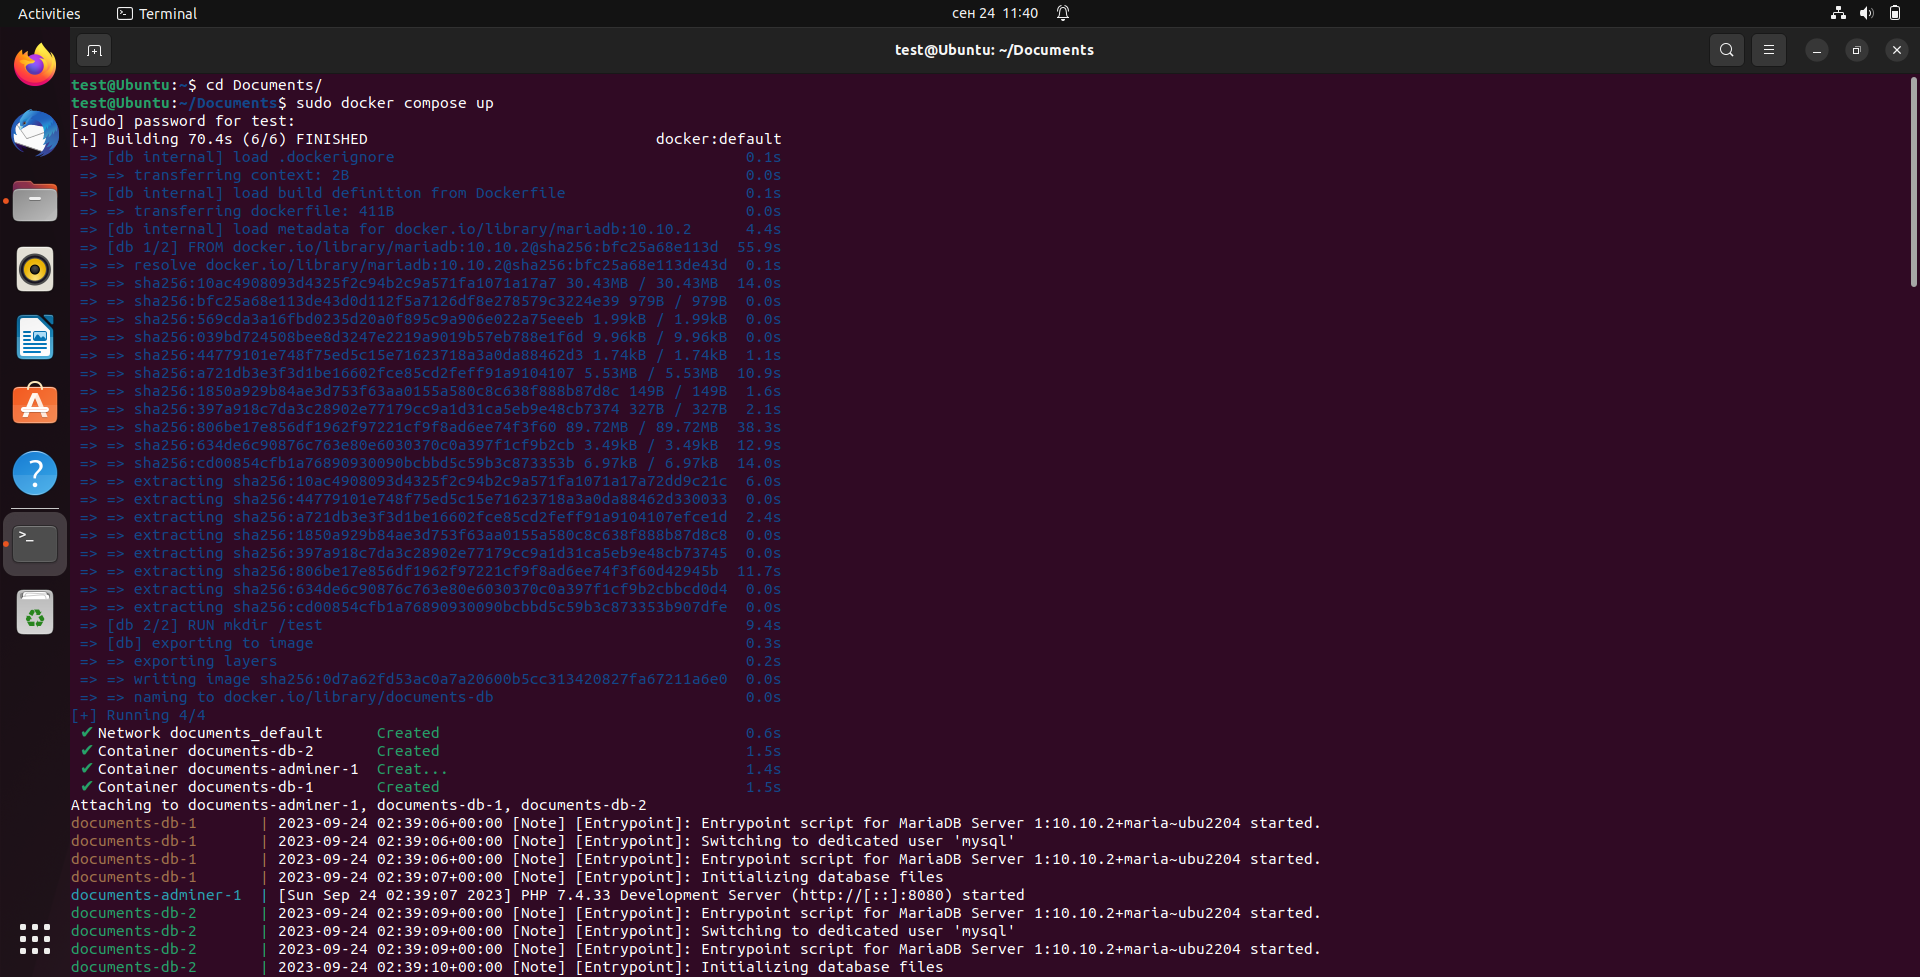 Activities
Terminal
сен 24 11:40
test@Ubuntu: ~/Documents
test@Ubuntu:~$ cd Documents/
test@Ubuntu:~/Documents$ sudo docker compose up
[sudo] password for test:
[+] Building 70.4s (6/6) FINISHED docker:default
=> [db internal] load .dockerignore 0.1s
=> => transferring context: 2B 0.0s
=> [db internal] load build definition from Dockerfile 0.1s
=> => transferring dockerfile: 411B 0.0s
=> [db internal] load metadata for docker.io/library/mariadb:10.10.2 4.4s
=> [db 1/2] FROM docker.io/library/mariadb:10.10.2@sha256:bfc25a68e113d 55.9s
=> => resolve docker.io/library/mariadb:10.10.2@sha256:bfc25a68e113de43d 0.1s
=> => sha256:10ac4908093d4325f2c94b2c9a571fa1071a17a7 30.43MB / 30.43MB 14.0s
=> => sha256:bfc25a68e113de43d0d112f5a7126df8e278579c3224e39 979B / 979B 0.0s
=> => sha256:569cda3a16fbd0235d20a0f895c9a906e022a75eeeb 1.99kB / 1.99kB 0.0s
=> => sha256:039bd724508bee8d3247e2219a9019b57eb788e1f6d 9.96kB / 9.96kB 0.0s
=> => sha256:44779101e748f75ed5c15e71623718a3a0da88462d3 1.74kB / 1.74kB 1.1s
=> => sha256:a721db3e3f3d1be16602fce85cd2feff91a9104107 5.53MB / 5.53MB 10.9s
=> => sha256:1850a929b84ae3d753f63aa0155a580c8c638f888b87d8c 149B / 149B 1.6s
=> => sha256:397a918c7da3c28902e77179cc9a1d31ca5eb9e48cb7374 327B / 327B 2.1s
=> => sha256:806be17e856df1962f97221cf9f8ad6ee74f3f60 89.72MB / 89.72MB 38.3s
=> => sha256:634de6c90876c763e80e6030370c0a397f1cf9b2cb 3.49kB / 3.49kB 12.9s
=> => sha256:cd00854cfb1a76890930090bcbbd5c59b3c873353b 6.97kB / 6.97kB 14.0s
=> => extracting sha256:10ac4908093d4325f2c94b2c9a571fa1071a17a72dd9c21c 6.0s
=> => extracting sha256:44779101e748f75ed5c15e71623718a3a0da88462d330033 0.0s
=> => extracting sha256:a721db3e3f3d1be16602fce85cd2feff91a9104107efce1d 2.4s
=> => extracting sha256:1850a929b84ae3d753f63aa0155a580c8c638f888b87d8c8 0.0s
=> => extracting sha256:397a918c7da3c28902e77179cc9a1d31ca5eb9e48cb73745 0.0s
=> => extracting sha256:806be17e856df1962f97221cf9f8ad6ee74f3f60d42945b 11.7s
=> => extracting sha256:634de6c90876c763e80e6030370c0a397f1cf9b2cbbcd0d4 0.0s
=> => extracting sha256:cd00854cfb1a76890930090bcbbd5c59b3c873353b907dfe 0.0s
=> [db 2/2] RUN mkdir /test 9.4s
=> [db] exporting to image 0.3s
=> => exporting layers 0.2s
=> => writing image sha256:0d7a62fd53ac0a7a20600b5cc313420827fa67211a6e0 0.0s
=> => naming to docker.io/library/documents-db 0.0s
[+] Running 4/4
✔ Network documents_default Created 0.6s
✔ Container documents-db-2 Created 1.5s
✔ Container documents-adminer-1 Creat... 1.4s
✔ Container documents-db-1 Created 1.5s
Attaching to documents-adminer-1, documents-db-1, documents-db-2
documents-db-1 | 2023-09-24 02:39:06+00:00 [Note] [Entrypoint]: Entrypoint script for MariaDB Server 1:10.10.2+maria~ubu2204 started.
documents-db-1 | 2023-09-24 02:39:06+00:00 [Note] [Entrypoint]: Switching to dedicated user 'mysql'
documents-db-1 | 2023-09-24 02:39:06+00:00 [Note] [Entrypoint]: Entrypoint script for MariaDB Server 1:10.10.2+maria~ubu2204 started.
documents-db-1 | 2023-09-24 02:39:07+00:00 [Note] [Entrypoint]: Initializing database files
documents-adminer-1 | [Sun Sep 24 02:39:07 2023] PHP 7.4.33 Development Server (http://[::]:8080) started
documents-db-2 | 2023-09-24 02:39:09+00:00 [Note] [Entrypoint]: Entrypoint script for MariaDB Server 1:10.10.2+maria~ubu2204 started.
documents-db-2 | 2023-09-24 02:39:09+00:00 [Note] [Entrypoint]: Switching to dedicated user 'mysql'
documents-db-2 | 2023-09-24 02:39:09+00:00 [Note] [Entrypoint]: Entrypoint script for MariaDB Server 1:10.10.2+maria~ubu2204 started.
documents-db-2 | 2023-09-24 02:39:10+00:00 [Note] [Entrypoint]: Initializing database files